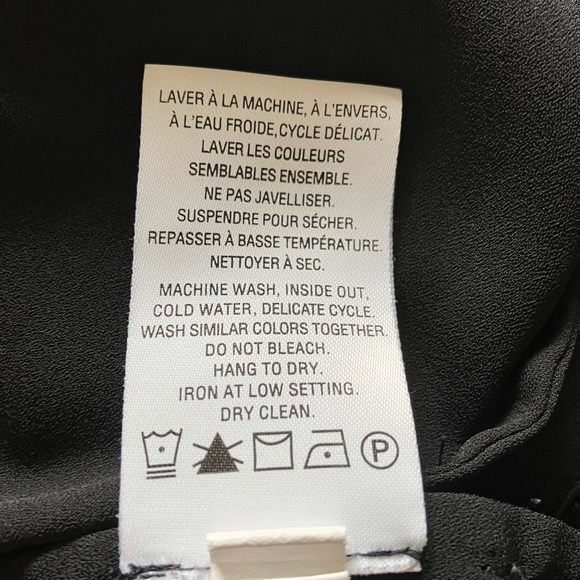 LAVER À LA MACHINE, À L'ENVERS,
À L'EAU FROIDE, CYCLE DÉLICAT.
LAVER LES COULEURS
SEMBLABLES ENSEMBLE.
NE PAS JAVELLISER.
SUSPENDRE POUR SÉCHER.
REPASSER À BASSE TEMPÉRATURE.
NETTOYER À SEC.
MACHINE WASH, INSIDE OUT,
COLD WATER, DELICATE CYCLE.
WASH SIMILAR COLORS TOGETHER.
DO NOT BLEACH.
HANG TO DRY.
IRON AT LOW SETTING.
DRY CLEAN.
P